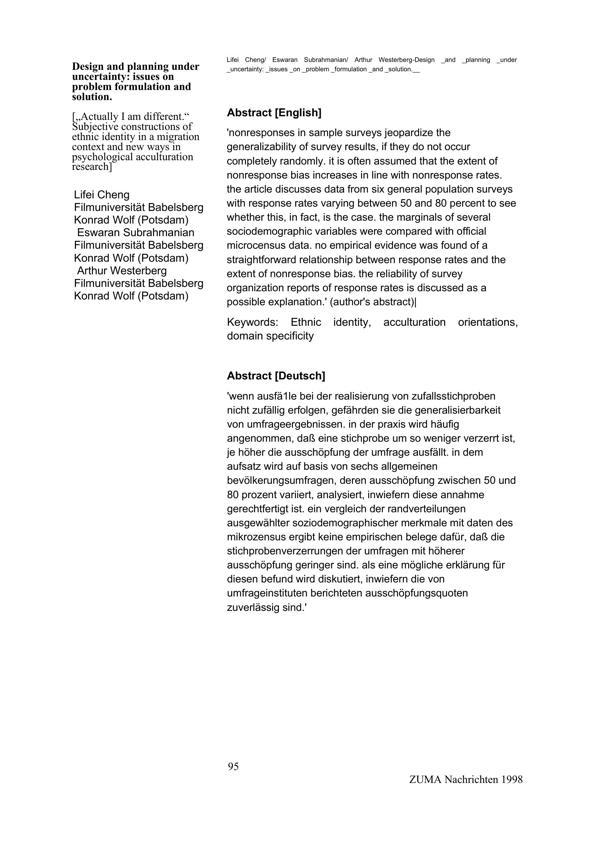 Design and planning under
uncertainty: issues on
problem formulation and
solution.
[„Actually I am different.“
Subjective constructions of
ethnic identity in a migration
context and new ways in
psychological acculturation
research]
Lifei Cheng
Filmuniversität Babelsberg
Konrad Wolf (Potsdam)
Eswaran Subrahmanian
Filmuniversität Babelsberg
Konrad Wolf (Potsdam)
Arthur Westerberg
Filmuniversität Babelsberg
Konrad Wolf (Potsdam)
Lifei Cheng/ Eswaran Subrahmanian/ Arthur Westerberg-Design _and _planning _under
_uncertainty: _issues _on _problem _formulation _and _solution.__
Abstract [English]
'nonresponses in sample surveys jeopardize the
generalizability of survey results, if they do not occur
completely randomly. it is often assumed that the extent of
nonresponse bias increases in line with nonresponse rates.
the article discusses data from six general population surveys
with response rates varying between 50 and 80 percent to see
whether this, in fact, is the case. the marginals of several
sociodemographic variables were compared with official
microcensus data. no empirical evidence was found of a
straightforward relationship between response rates and the
extent of nonresponse bias. the reliability of survey
organization reports of response rates is discussed as a
possible explanation.' (author's abstract)|
Keywords: Ethnic identity, acculturation orientations,
domain specificity
Abstract [Deutsch]
'wenn ausfä1le bei der realisierung von zufallsstichproben
nicht zufällig erfolgen, gefährden sie die generalisierbarkeit
von umfrageergebnissen. in der praxis wird häufig
angenommen, daß eine stichprobe um so weniger verzerrt ist,
je höher die ausschöpfung der umfrage ausfällt. in dem
aufsatz wird auf basis von sechs allgemeinen
bevölkerungsumfragen, deren ausschöpfung zwischen 50 und
80 prozent variiert, analysiert, inwiefern diese annahme
gerechtfertigt ist. ein vergleich der randverteilungen
ausgewählter soziodemographischer merkmale mit daten des
mikrozensus ergibt keine empirischen belege dafür, daß die
stichprobenverzerrungen der umfragen mit höherer
ausschöpfung geringer sind. als eine mögliche erklärung für
diesen befund wird diskutiert, inwiefern die von
umfrageinstituten berichteten ausschöpfungsquoten
zuverlässig sind.'
95
ZUMA Nachrichten 1998